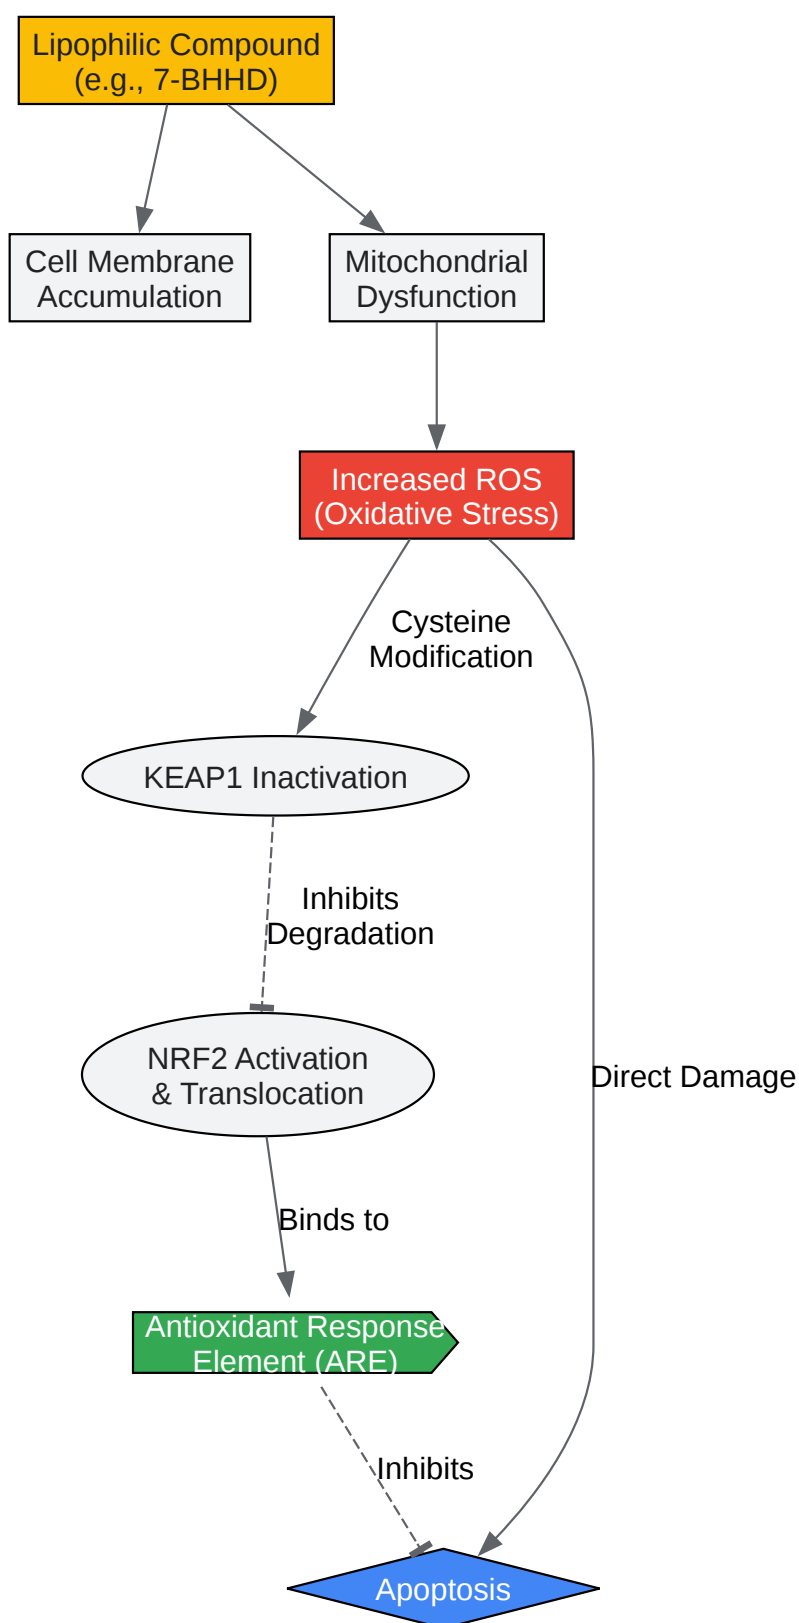 Lipophilic Compound
(e.g., 7-BHHD)
Cell Membrane
Accumulation
Mitochondrial
Dysfunction
Increased ROS
(Oxidative Stress)
Cysteine
Modification
KEAP1 Inactivation
Inhibits
Degradation
NRF2 Activation
& Translocation
Direct Damage
Binds to
Antioxidant Response
Element (ARE)
Inhibits
Apoptosis